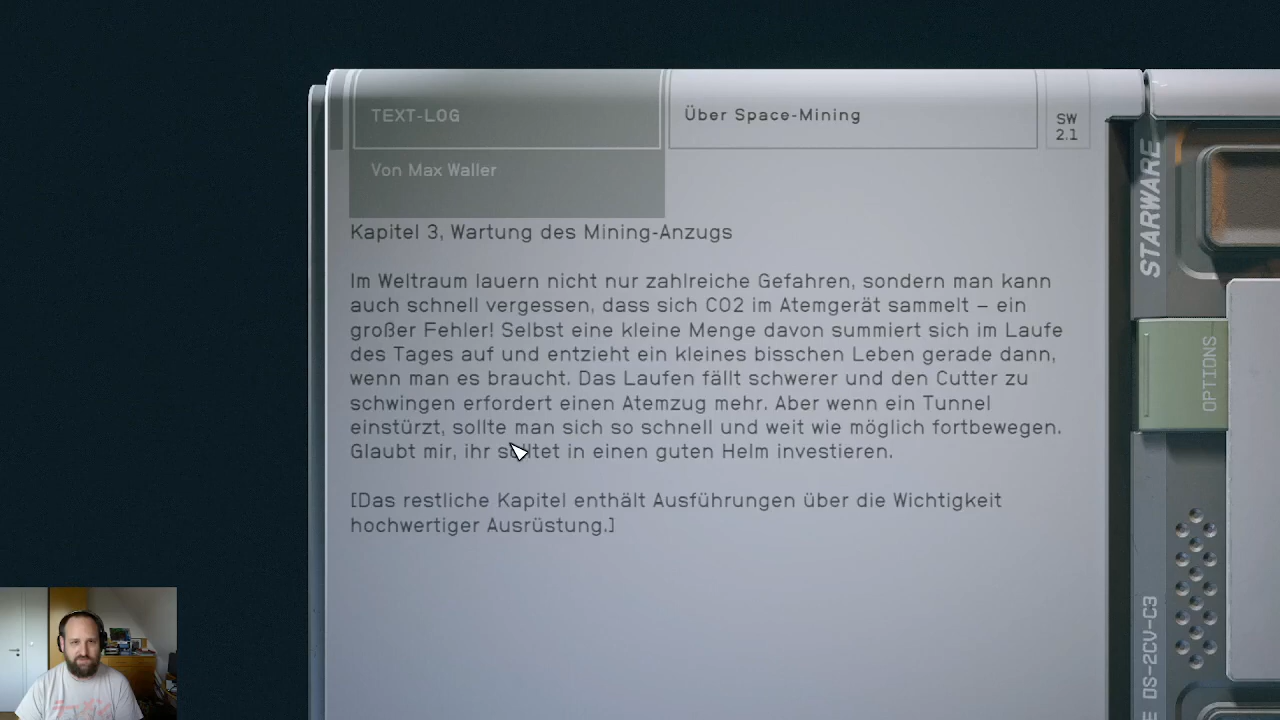 TEXT-LOG
Über Space-Mining
SW
2.1
Von Max Waller
Kapitel 3, Wartung des Mining-Anzugs
Im Weltraum lauern nicht nur zahlreiche Gefahren, sondern man kann
auch schnell vergessen, dass sich CO2 im Atemgerät sammelt – ein
großer Fehler! Selbst eine kleine Menge davon summiert sich im Laufe
des Tages auf und entzieht ein kleines bisschen Leben gerade dann,
wenn man es braucht. Das Laufen fällt schwerer und den Cutter zu
schwingen erfordert einen Atemzug mehr. Aber wenn ein Tunnel
einstürzt, sollte man sich so schnell und weit wie möglich fortbewegen.
Glaubt mir, ihr solltet in einen guten Helm investieren.
[Das restliche Kapitel enthält Ausführungen über die Wichtigkeit
hochwertiger Ausrüstung.]
STARWARE
OPTIONS
DS-2CV-C3